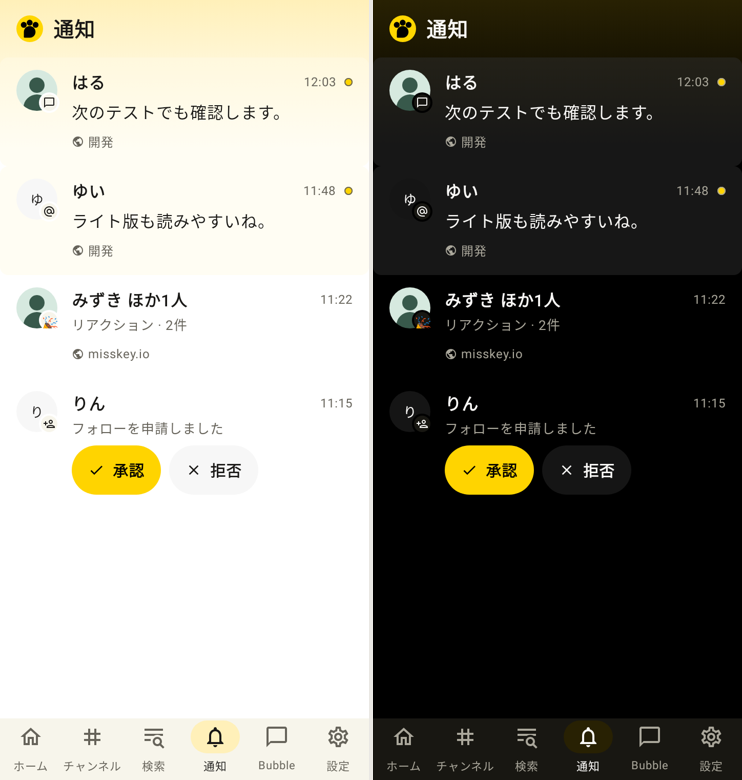 通知
はる 12:03
次のテストでも確認します。
開発
ゆ ゆい 11:48
@
ライト版も読みやすいね。
開発
みずき ほか1人 11:22
リアクション · 2件
misskey.io
り りん 11:15
フォローを申請しました
承認 拒否
ホーム チャンネル 検索 通知 Bubble 設定
通知
はる 12:03
次のテストでも確認します。
開発
ゆ ゆい 11:48
@
ライト版も読みやすいね。
開発
みずき ほか1人 11:22
リアクション · 2件
misskey.io
り りん 11:15
フォローを申請しました
承認 拒否
ホーム チャンネル 検索 通知 Bubble 設定